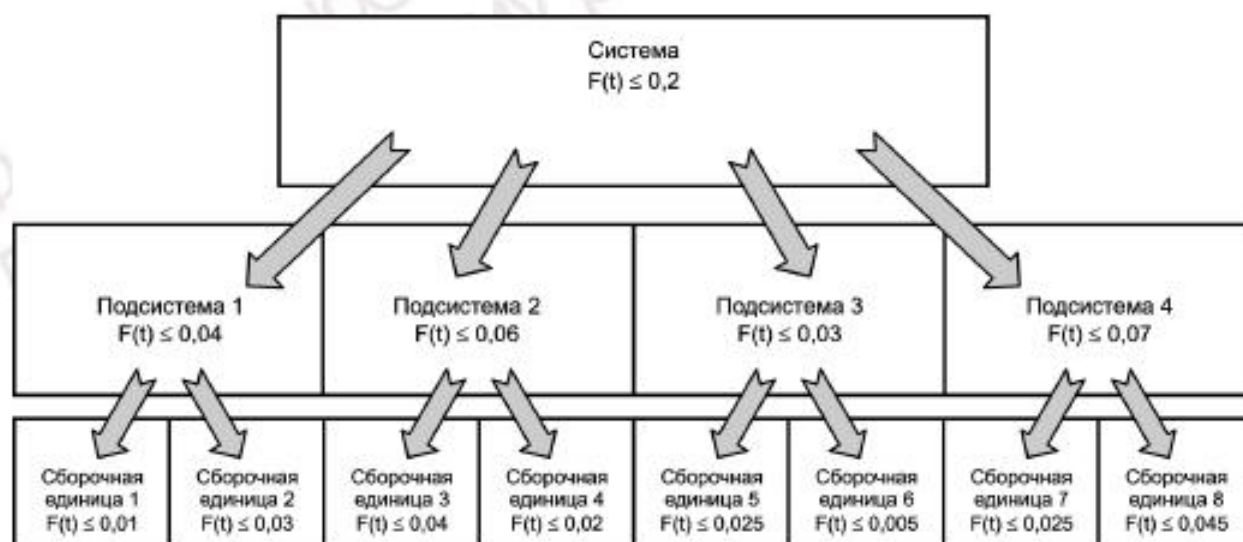 Система
F(t) ≤ 0,2
Подсистема 1
F(t) ≤ 0,04
Подсистема 2
F(t) ≤ 0,06
Подсистема 3
F(t) ≤ 0,03
Подсистема 4
F(t) ≤ 0,07
Сборочная
единица 1
F(t) ≤ 0,01
Сборочная
единица 2
F(t) ≤ 0,03
Сборочная
единица 3
F(t) ≤ 0,04
Сборочная
единица 4
F(t) ≤ 0,02
Сборочная
единица 5
F(t) ≤ 0,025
Сборочная
единица 6
F(t) ≤ 0,005
Сборочная
единица 7
F(t) ≤ 0,025
Сборочная
единица 8
F(t) ≤ 0,045